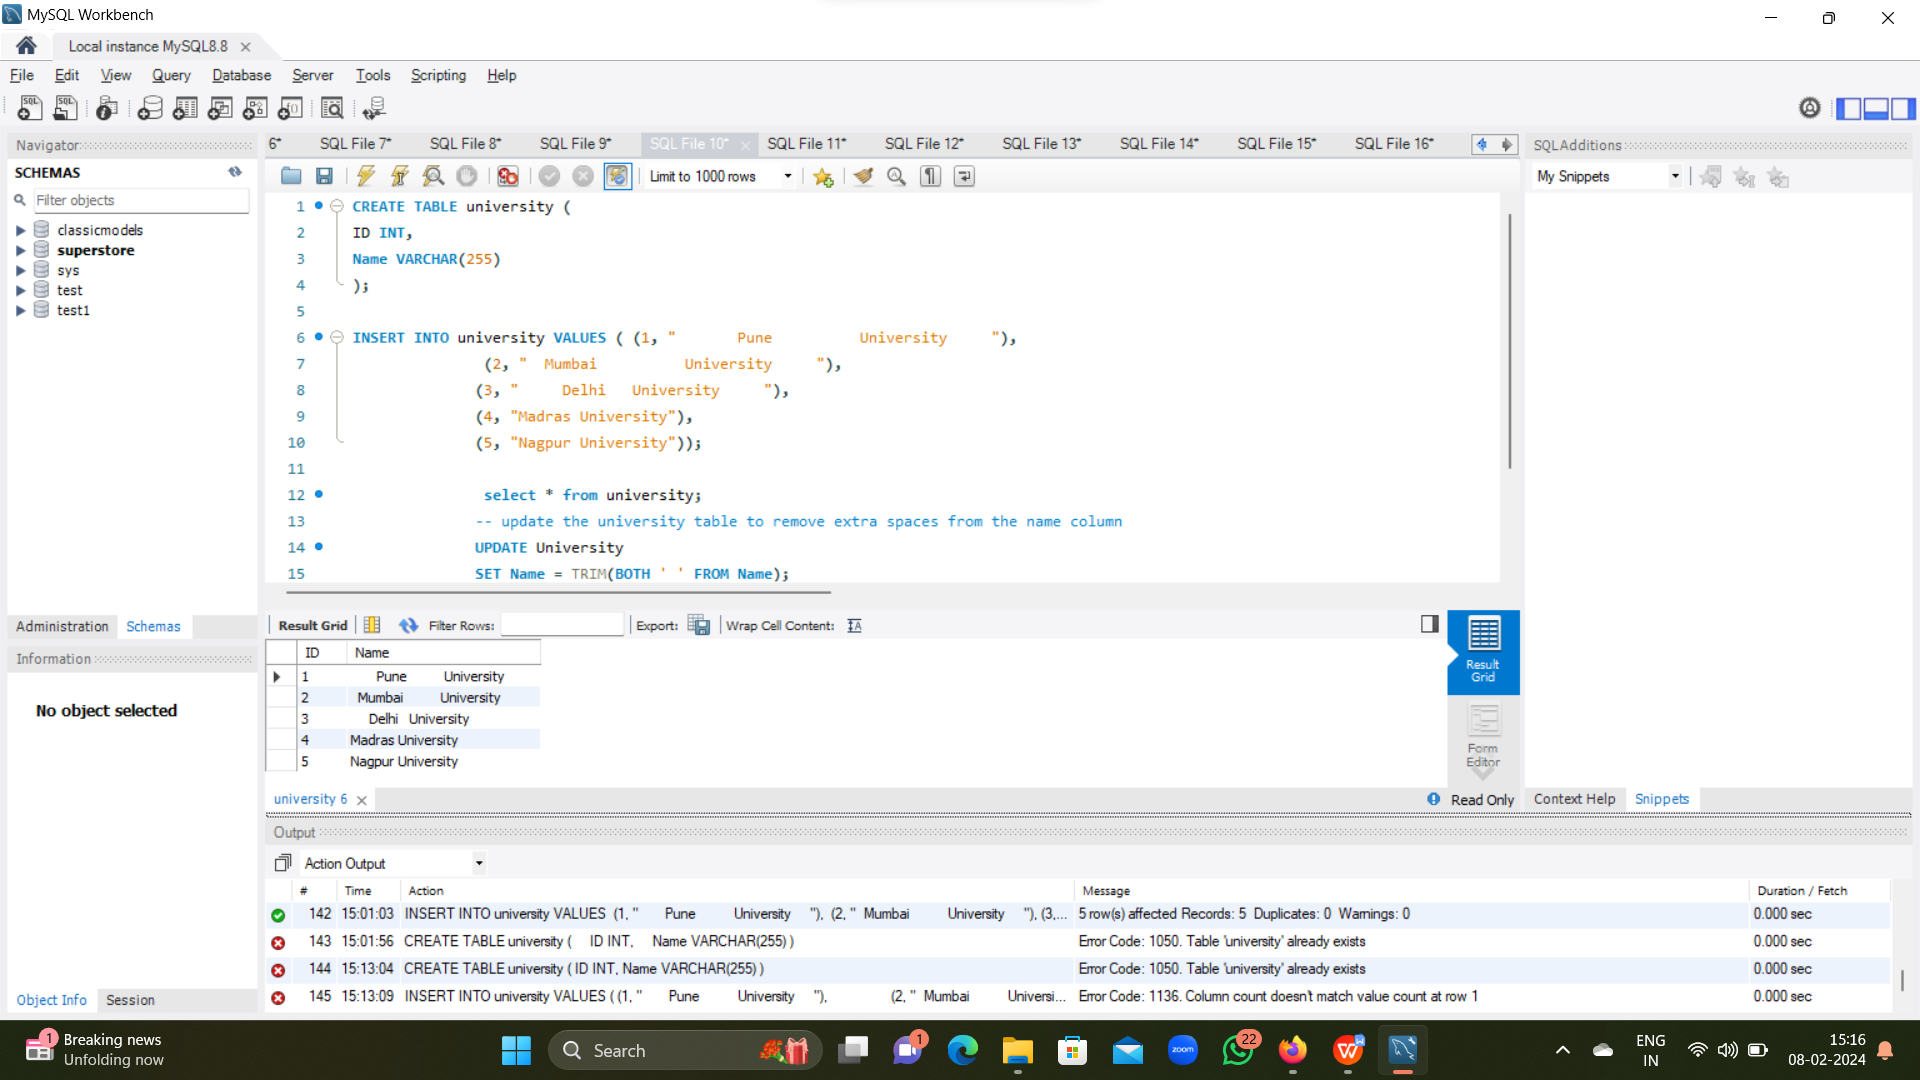 MySQL Workbench
Local instance MySQL8.8
File Edit View Query Database Server Tools Scripting Help
Navigator
6* SQL File 7* SQL File 8* SQL File 9* SQL File 10* SQL File 11* SQL File 12* SQL File 13* SQL File 14* SQL File 15* SQL File 16*
SQLAdditions
SCHEMAS
Filter objects
classicmodels
superstore
sys
test
test1
Limit to 1000 rows
My Snippets
1 CREATE TABLE university (
2 ID INT,
3 Name VARCHAR(255)
4 );
5
6 INSERT INTO university VALUES ( (1, "       Pune          University     "),
7 (2, "  Mumbai          University     "),
8 (3, "     Delhi   University     "),
9 (4, "Madras University"),
10 (5, "Nagpur University"));
11
12 select * from university;
13 -- update the university table to remove extra spaces from the name column
14 UPDATE University
15 SET Name = TRIM(BOTH ' ' FROM Name);
Administration Schemas
Information
No object selected
Object Info Session
Result Grid Filter Rows: Export: Wrap Cell Content:
ID Name
1 Pune University
2 Mumbai University
3 Delhi University
4 Madras University
5 Nagpur University
Result Grid
Form Editor
university 6
Read Only
Context Help Snippets
Output
Action Output
# Time Action Message Duration / Fetch
142 15:01:03 INSERT INTO university VALUES (1, "       Pune          University     "), (2, "  Mumbai          University     "), (3,... 5 row(s) affected Records: 5 Duplicates: 0 Warnings: 0 0.000 sec
143 15:01:56 CREATE TABLE university ( ID INT, Name VARCHAR(255) ) Error Code: 1050. Table 'university' already exists 0.000 sec
144 15:13:04 CREATE TABLE university ( ID INT, Name VARCHAR(255) ) Error Code: 1050. Table 'university' already exists 0.000 sec
145 15:13:09 INSERT INTO university VALUES ( (1, "       Pune          University     "), (2, "  Mumbai          Universi... Error Code: 1136. Column count doesn't match value count at row 1 0.000 sec
1
Breaking news
Unfolding now
Search
1
zoom
22
ENG
IN
15:16
08-02-2024